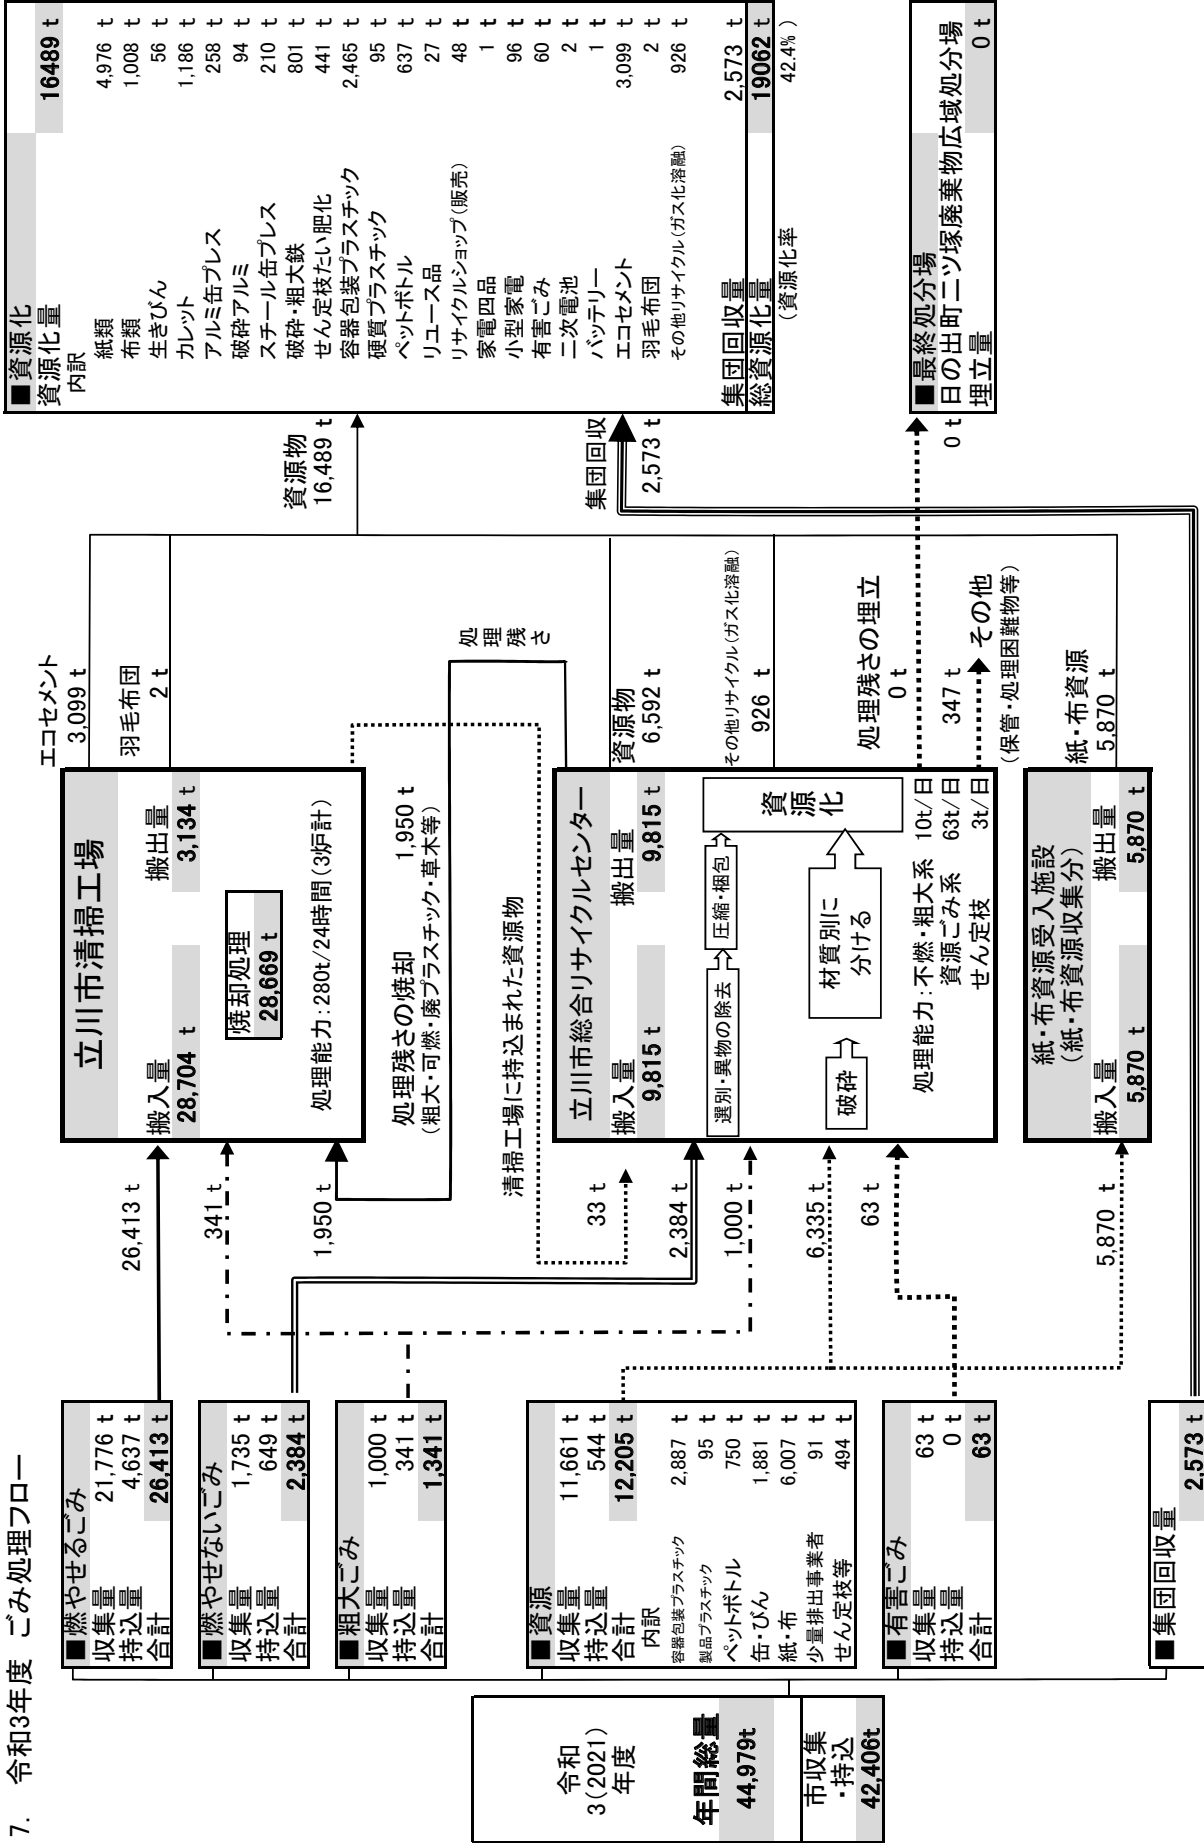 7. 令和3年度 ごみ処理フロー
令和
3(2021)
年度
年間総量
44,979t
市収集
・持込
42,406t
■燃やせるごみ
収集量 21,776 t
持込量 4,637 t
合計 26,413 t
■燃やせないごみ
収集量 1,735 t
持込量 649 t
合計 2,384 t
■粗大ごみ
収集量 1,000 t
持込量 341 t
合計 1,341 t
■資源
収集量 11,661 t
持込量 544 t
合計 12,205 t
内訳
容器包装プラスチック 2,887 t
製品プラスチック 95 t
ペットボトル 750 t
缶・びん 1,881 t
紙・布 6,007 t
少量排出事業者 91 t
せん定枝等 494 t
■有害ごみ
収集量 63 t
持込量 0 t
合計 63 t
■集団回収量
2,573 t
26,413 t
341 t
1,950 t
33 t
2,384 t
1,000 t
6,335 t
63 t
5,870 t
立川市清掃工場
搬入量 搬出量
28,704 t 3,134 t
焼却処理
28,669 t
処理能力:280t/24時間(3炉計)
処理残さの焼却 1,950 t
(粗大・可燃・廃プラスチック・草木等)
清掃工場に持込まれた資源物
立川市総合リサイクルセンター
搬入量 搬出量
9,815 t 9,815 t
選別・異物の除去
圧縮・梱包
破砕
材質別に
分ける
資源化
処理能力:不燃・粗大系 10t/日
資源ごみ系 63t/日
せん定枝 3t/日
紙・布資源受入施設
(紙・布資源収集分)
搬入量 搬出量
5,870 t 5,870 t
エコセメント
3,099 t
羽毛布団
2 t
処理残さ
資源物
6,592 t
その他リサイクル(ガス化溶融)
926 t
処理残さの埋立
0 t
347 t
その他
(保管・処理困難物等)
紙・布資源
5,870 t
資源物
16,489 t
集団回収
2,573 t
0 t
■資源化
資源化量 16489 t
内訳
紙類 4,976 t
布類 1,008 t
生きびん 56 t
カレット 1,186 t
アルミ缶プレス 258 t
破砕アルミ 94 t
スチール缶プレス 210 t
破砕・粗大鉄 801 t
せん定枝たい肥化 441 t
容器包装プラスチック 2,465 t
硬質プラスチック 95 t
ペットボトル 637 t
リユース品 27 t
リサイクルショップ(販売) 48 t
家電四品 1 t
小型家電 96 t
有害ごみ 60 t
二次電池 2 t
バッテリー 1 t
エコセメント 3,099 t
羽毛布団 2 t
その他リサイクル(ガス化溶融) 926 t
集団回収量 2,573 t
総資源化量 19062 t
(資源化率 42.4% )
■最終処分場
日の出町二ツ塚廃棄物広域処分場
埋立量 0 t